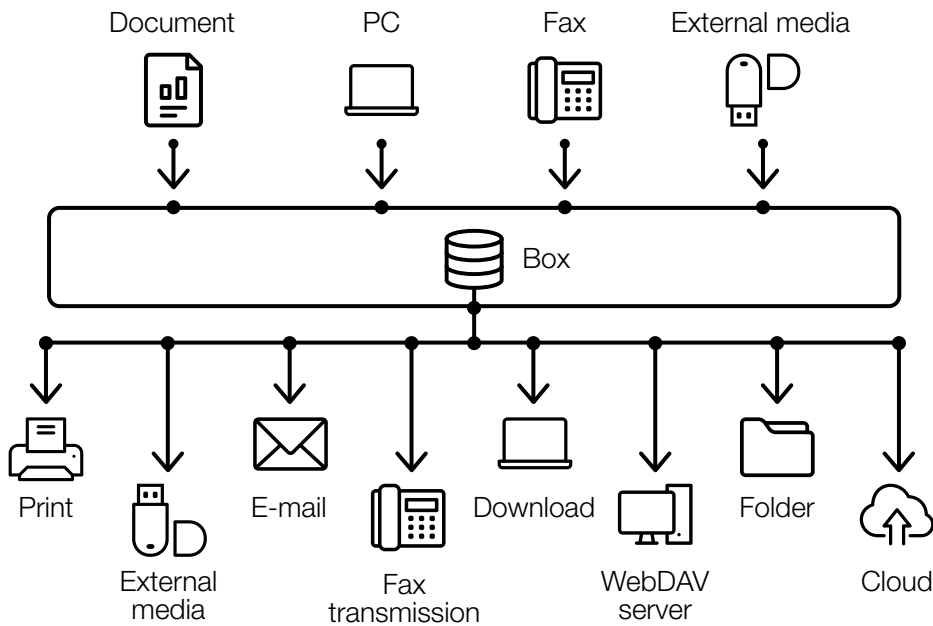 Document
PC
Fax
External media
Box
Print
External
media
E-mail
Fax
transmission
Download
WebDAV
server
Folder
Cloud